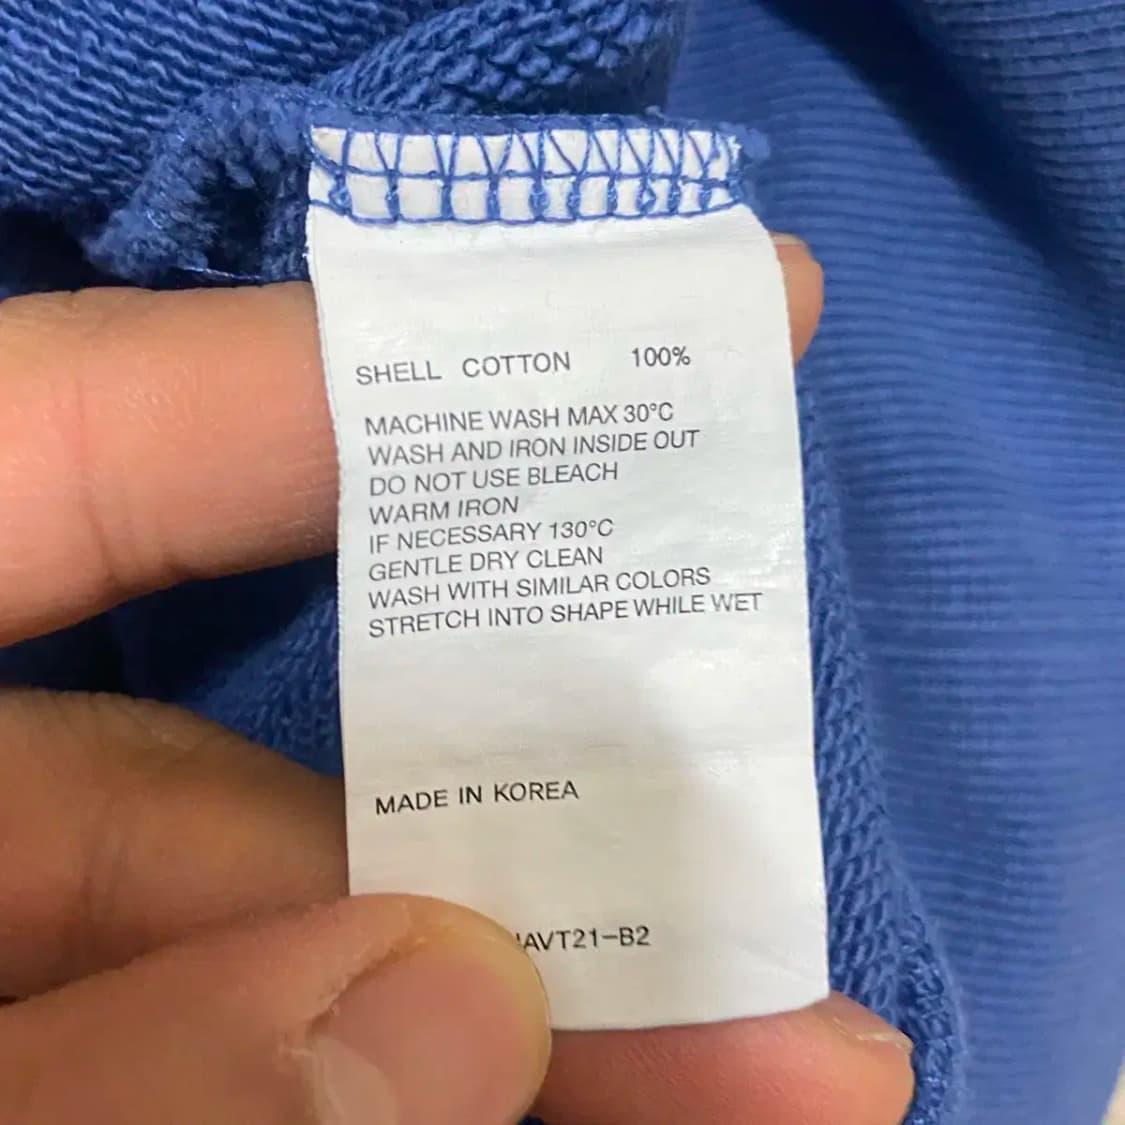 SHELL COTTON 100%
MACHINE WASH MAX 30°C
WASH AND IRON INSIDE OUT
DO NOT USE BLEACH
WARM IRON
IF NECESSARY 130°C
GENTLE DRY CLEAN
WASH WITH SIMILAR COLORS
STRETCH INTO SHAPE WHILE WET
MADE IN KOREA
AVT21-B2